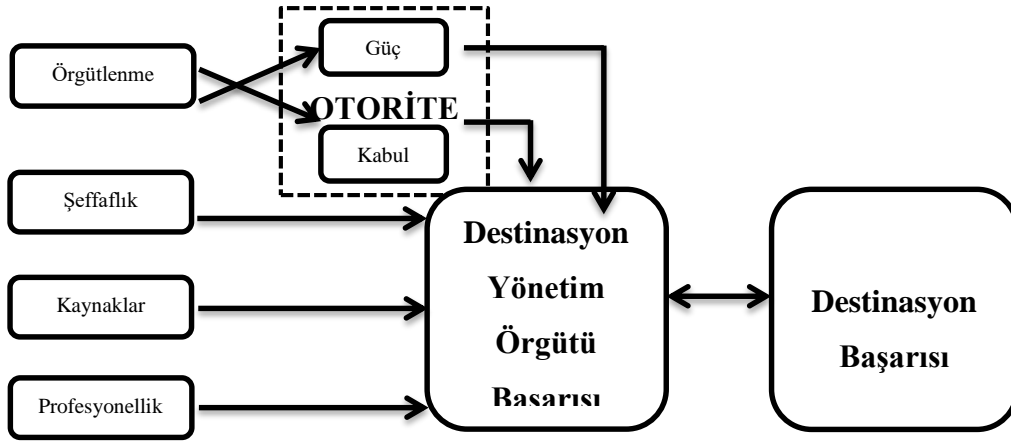 Örgütlenme
Güç
OTORİTE
Kabul
Şeffaflık
Kaynaklar
Profesyonellik
Destinasyon
Yönetim
Örgütü
Başarısı
Destinasyon
Başarısı